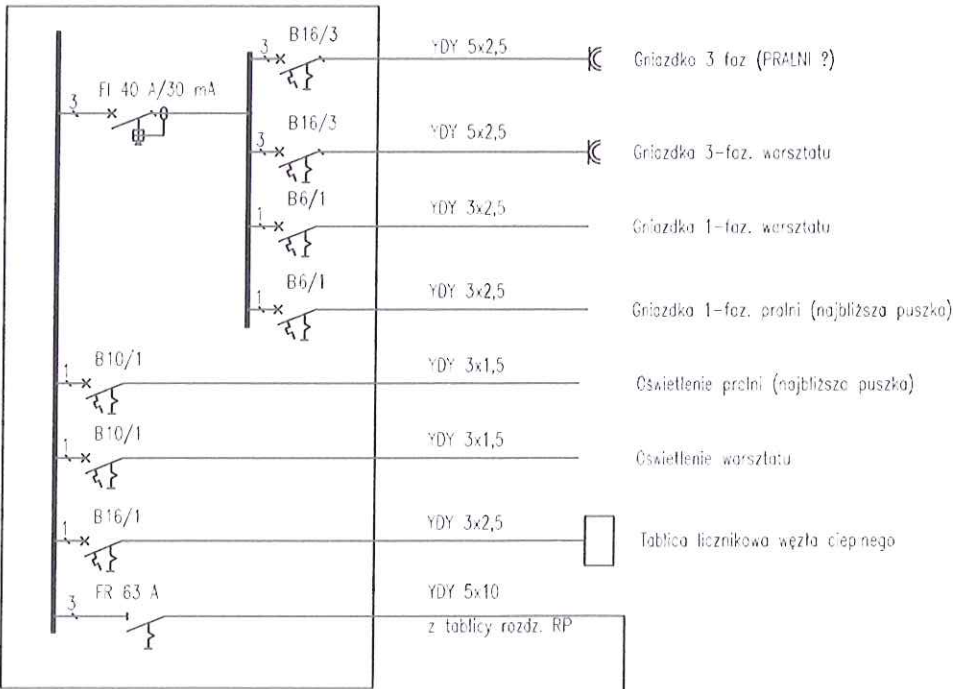 3 B16/3 YDY 5x2,5 Gniazdka 3 faz (PRALNI ?)
3 FI 40 A/30 mA
3 B16/3 YDY 5x2,5 Gniazdka 3-faz. warsztatu
1 B6/1 YDY 3x2,5 Gniazdka 1-faz. warsztatu
1 B6/1 YDY 3x2,5 Gniazdka 1-faz. pralni (najbliższa puszka)
1 B10/1 YDY 3x1,5 Oświetlenie pralni (najbliższa puszka)
1 B10/1 YDY 3x1,5 Oświetlenie warsztatu
1 B16/1 YDY 3x2,5 Tablica licznikowa węzła cieplnego
3 FR 63 A YDY 5x10
z tablicy rozdz. RP